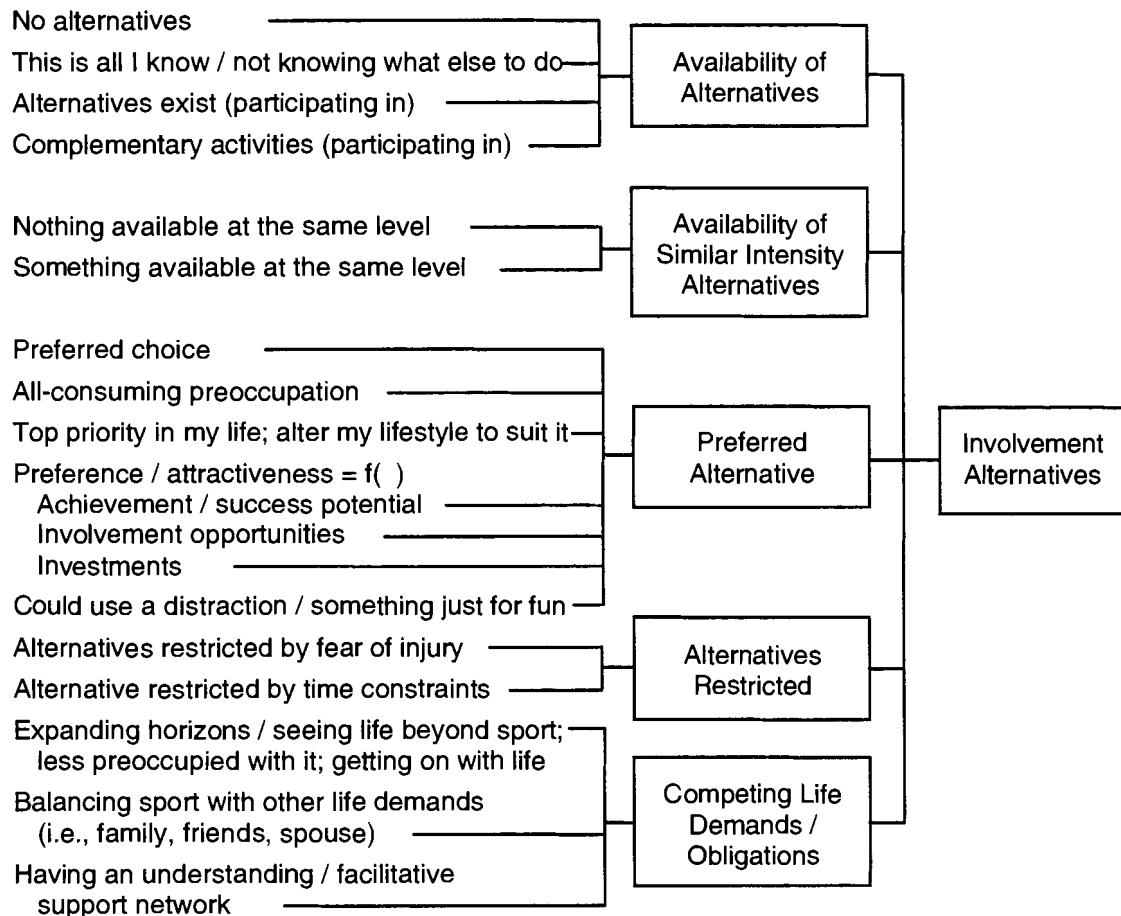 No alternatives
This is all I know / not knowing what else to do
Alternatives exist (participating in)
Complementary activities (participating in)
Availability of
Alternatives
Nothing available at the same level
Something available at the same level
Availability of
Similar Intensity
Alternatives
Preferred choice
All-consuming preoccupation
Top priority in my life; alter my lifestyle to suit it
Preference / attractiveness = f( )
Achievement / success potential
Involvement opportunities
Investments
Could use a distraction / something just for fun
Preferred
Alternative
Involvement
Alternatives
Alternatives restricted by fear of injury
Alternative restricted by time constraints
Alternatives
Restricted
Expanding horizons / seeing life beyond sport;
less preoccupied with it; getting on with life
Balancing sport with other life demands
(i.e., family, friends, spouse)
Having an understanding / facilitative
support network
Competing Life
Demands /
Obligations